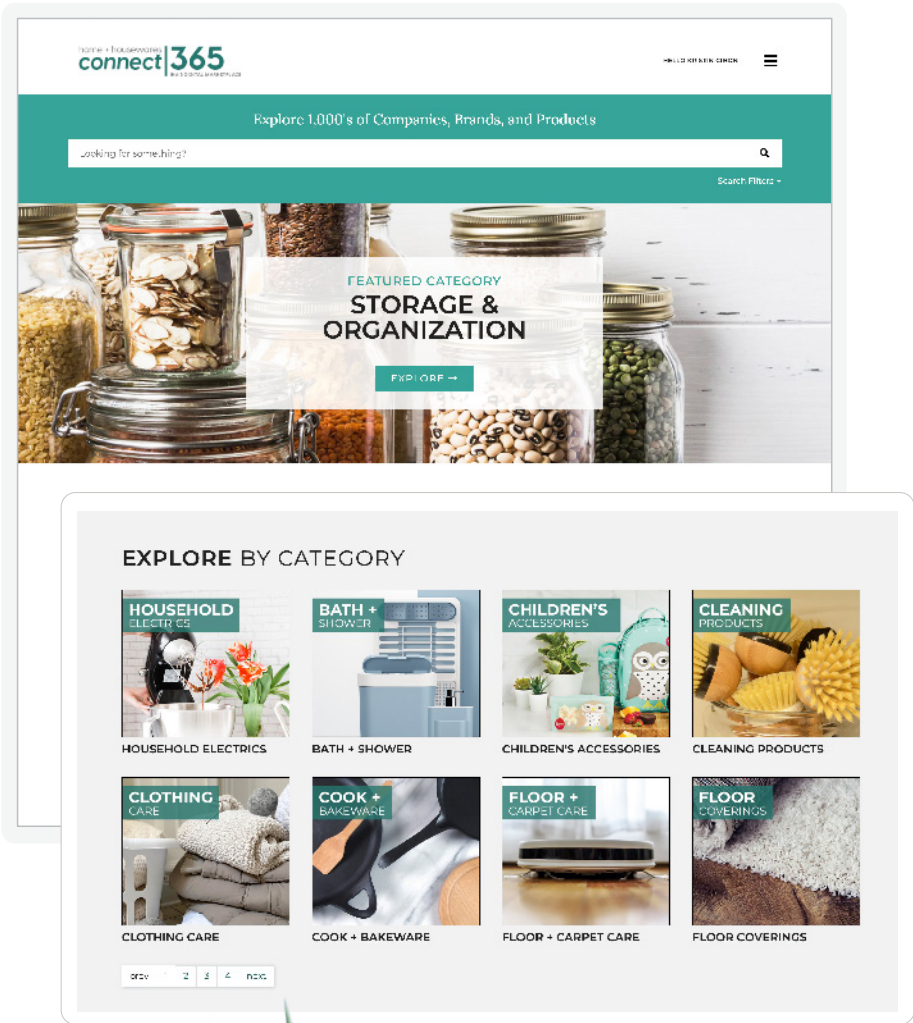 home + housewares
connect|365
Explore 1,000's of Companies, Brands, and Products
Looking for something?
Search Filters
FEATURED CATEGORY
STORAGE &
ORGANIZATION
EXPLORE →
EXPLORE BY CATEGORY
HOUSEHOLD
ELECTRICS
BATH +
SHOWER
CHILDREN'S
ACCESSORIES
CLEANING
PRODUCTS
HOUSEHOLD ELECTRICS
BATH + SHOWER
CHILDREN'S ACCESSORIES
CLEANING PRODUCTS
CLOTHING
CARE
COOK +
BAKEWARE
FLOOR +
CARPET CARE
FLOOR
COVERINGS
CLOTHING CARE
COOK + BAKEWARE
FLOOR + CARPET CARE
FLOOR COVERINGS
prev 1 2 3 4 next